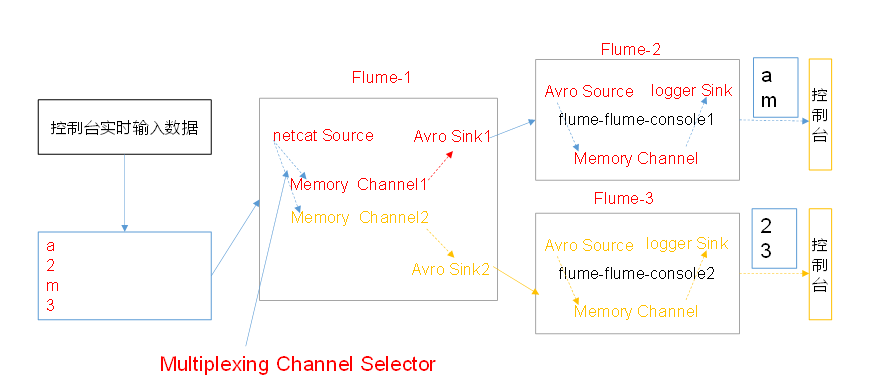 控制台实时输入数据
a
2
m
3
Flume-1
netcat Source
Avro Sink1
Memory Channel1
Memory Channel2
Avro Sink2
Multiplexing Channel Selector
Flume-2
Avro Source
logger Sink
flume-flume-console1
Memory Channel
a
m
控制台
Flume-3
Avro Source
logger Sink
flume-flume-console2
Memory Channel
2
3
控制台